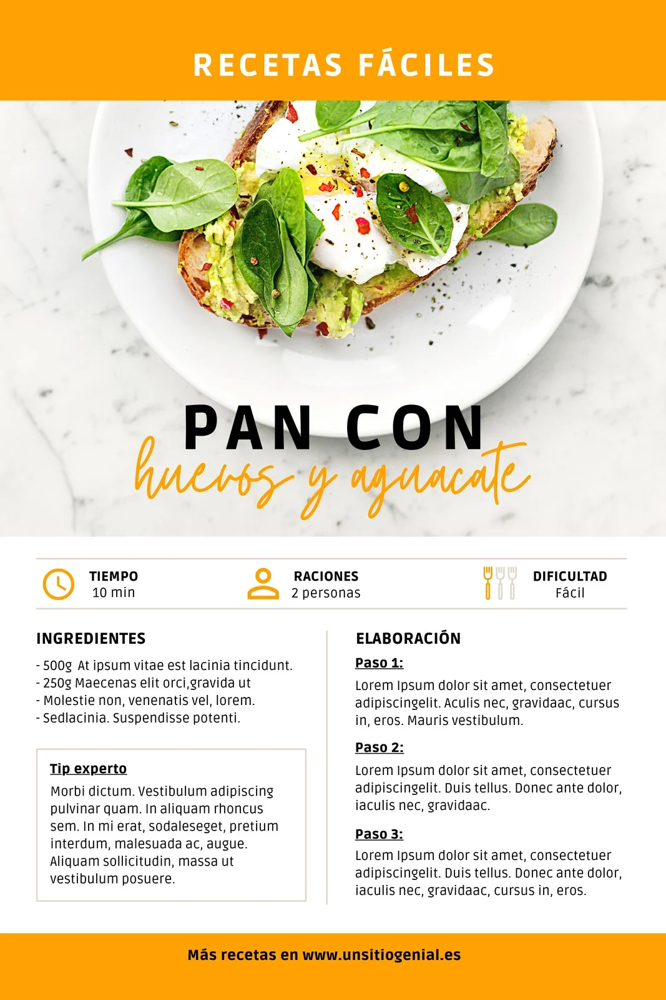 RECETAS FÁCILES
PAN CON
huevos y aguacate
TIEMPO
10 min
RACIONES
2 personas
DIFICULTAD
Fácil
INGREDIENTES
- 500g  At ipsum vitae est lacinia tincidunt.
- 250g Maecenas elit orci,gravida ut
- Molestie non, venenatis vel, lorem.
- Sedlacinia. Suspendisse potenti.
Tip experto
Morbi dictum. Vestibulum adipiscing
pulvinar quam. In aliquam rhoncus
sem. In mi erat, sodaleseget, pretium
interdum, malesuada ac, augue.
Aliquam sollicitudin, massa ut
vestibulum posuere.
ELABORACIÓN
Paso 1:
Lorem Ipsum dolor sit amet, consectetuer
adipiscingelit. Aculis nec, gravidaac, cursus
in, eros. Mauris vestibulum.
Paso 2:
Lorem Ipsum dolor sit amet, consectetuer
adipiscingelit. Duis tellus. Donec ante dolor,
iaculis nec, gravidaac.
Paso 3:
Lorem Ipsum dolor sit amet, consectetuer
adipiscingelit. Duis tellus. Donec ante dolor,
iaculis nec, gravidaac, cursus in, eros.
Más recetas en www.unsitiogenial.es